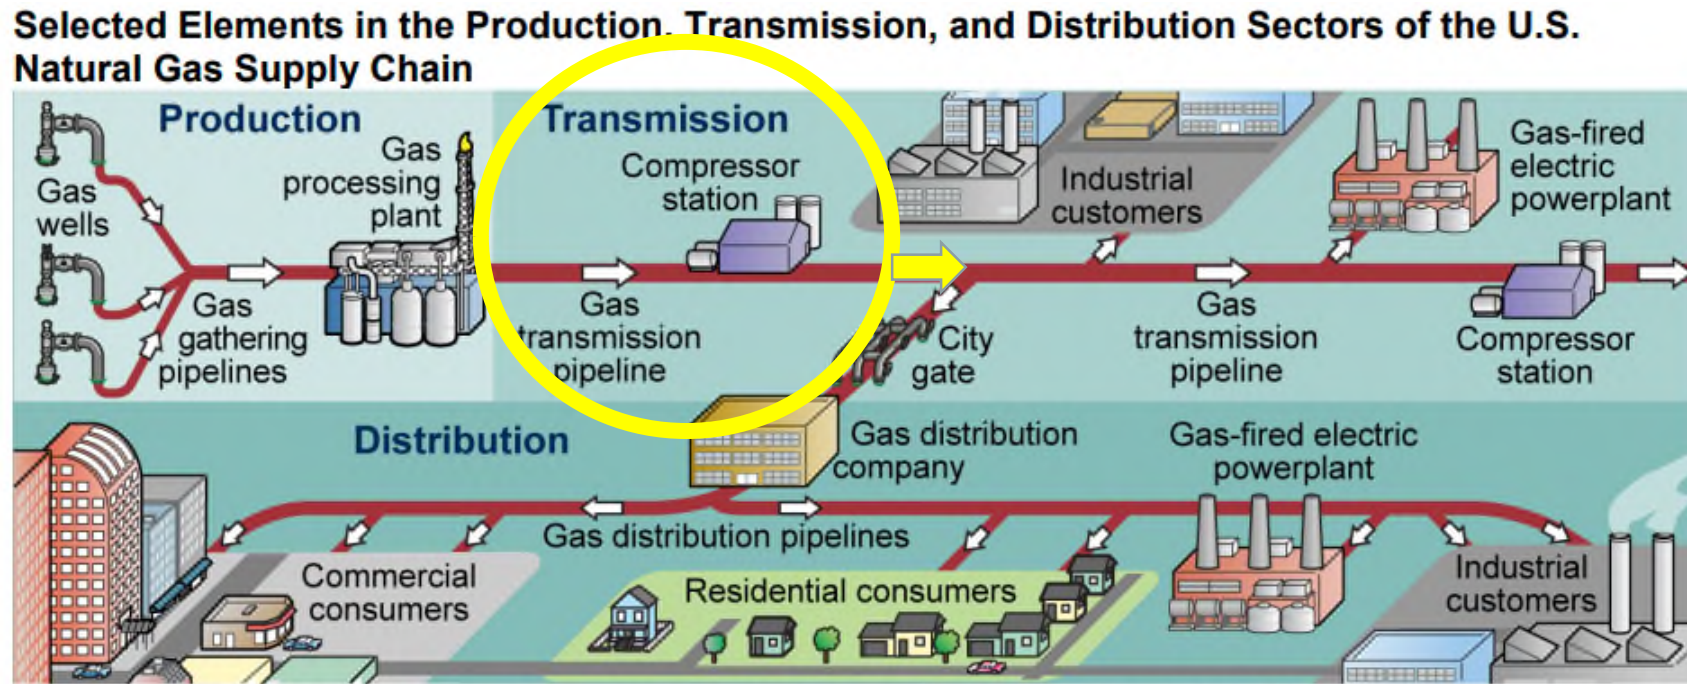 Selected Elements in the Production, Transmission, and Distribution Sectors of the U.S.
Natural Gas Supply Chain
Production
Gas
wells
Gas
processing
plant
Gas
gathering
pipelines
Transmission
Compressor
station
Gas
transmission
pipeline
Industrial
customers
Gas-fired
electric
powerplant
City
gate
Gas
transmission
pipeline
Compressor
station
Distribution
Gas distribution
company
Gas-fired electric
powerplant
Gas distribution pipelines
Commercial
consumers
Residential consumers
Industrial
customers